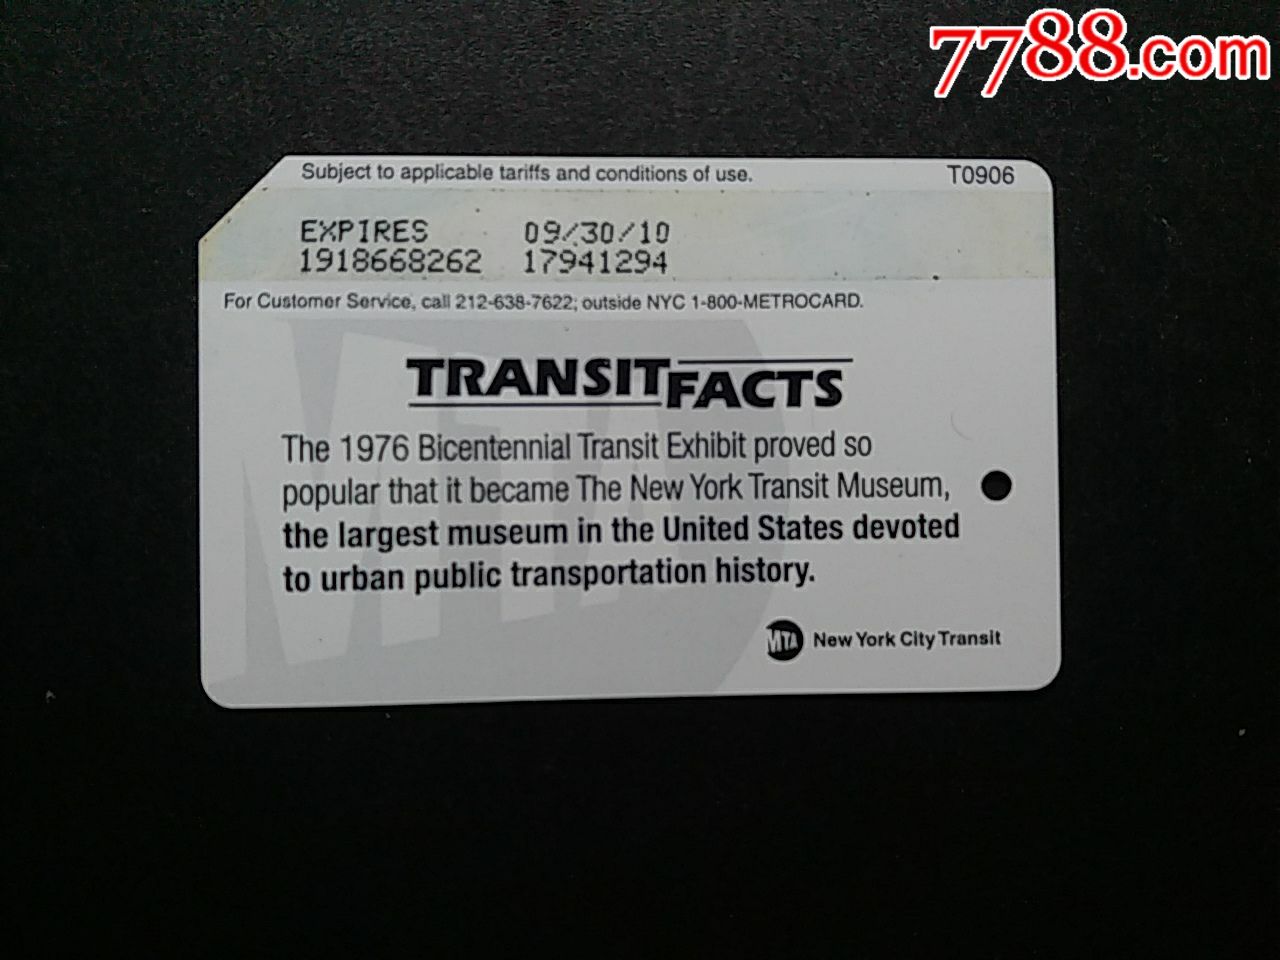 7788.com
Subject to applicable tariffs and conditions of use. T0906
EXPIRES 09/30/10
1918668262 17941294
For Customer Service, call 212-638-7622; outside NYC 1-800-METROCARD.
TRANSIT FACTS
The 1976 Bicentennial Transit Exhibit proved so
popular that it became The New York Transit Museum,
the largest museum in the United States devoted
to urban public transportation history.
MTA New York City Transit
MTA